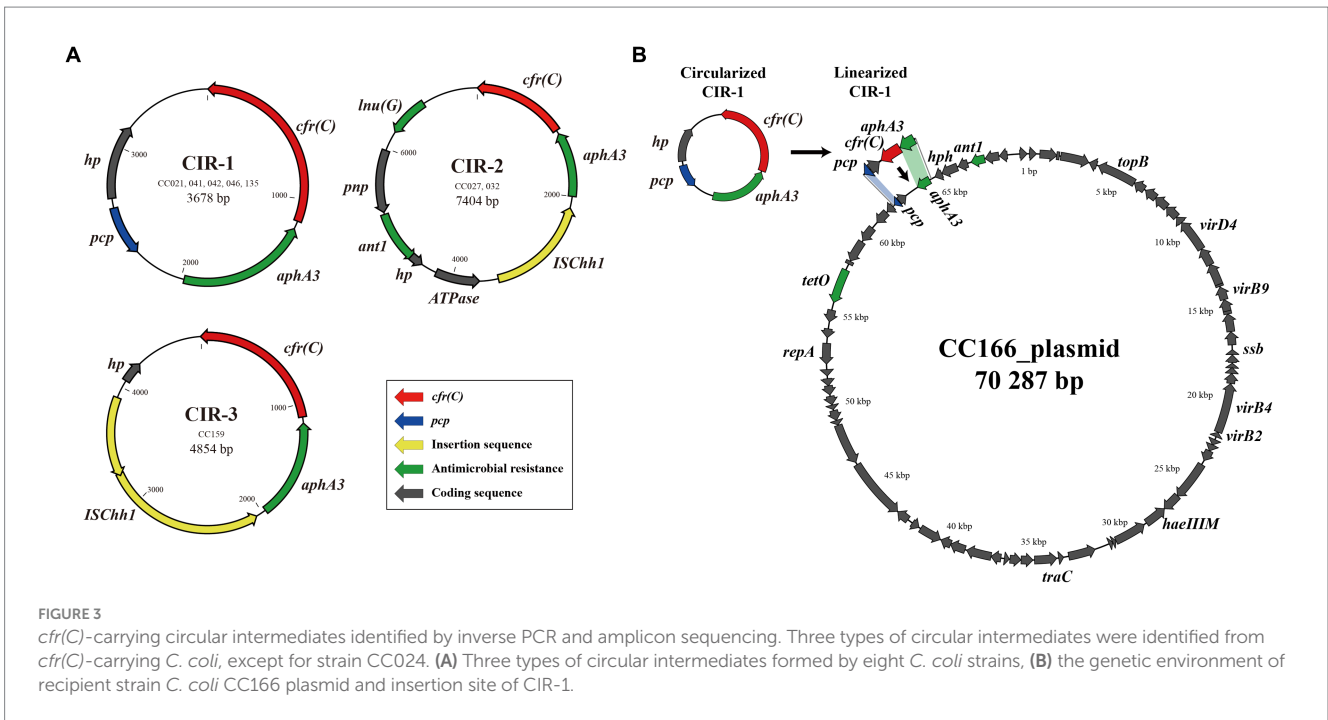 A
cfr(C)
hp
3000
CIR-1
CC021, 041, 042, 046, 135
3678 bp
1000
pcp
2000
aphA3
1
cfr(C)
lnu(G)
6000
aphA3
CIR-2
CC027, 032
7404 bp
pnp
2000
ant1
hp
4000
ATPase
ISChh1
1
cfr(C)
hp
4000
CIR-3
CC159
4854 bp
1000
aphA3
3000
2000
ISChh1
1
cfr(C)
pcp
Insertion sequence
Antimicrobial resistance
Coding sequence
B
Circularized
CIR-1
Linearized
CIR-1
cfr(C)
hp
pcp
aphA3
aphA3
cfr(C)
pcp
hph
ant1
65 kbp
aphA3
pcp
1 bp
topB
5 kbp
virD4
10 kbp
virB9
15 kbp
ssb
20 kbp
virB4
virB2
25 kbp
haeIIIM
30 kbp
35 kbp
traC
40 kbp
45 kbp
50 kbp
repA
55 kbp
tetO
60 kbp
CC166_plasmid
70 287 bp
FIGURE 3
cfr(C)-carrying circular intermediates identified by inverse PCR and amplicon sequencing. Three types of circular intermediates were identified from
cfr(C)-carrying C. coli, except for strain CC024. (A) Three types of circular intermediates formed by eight C. coli strains, (B) the genetic environment of
recipient strain C. coli CC166 plasmid and insertion site of CIR-1.